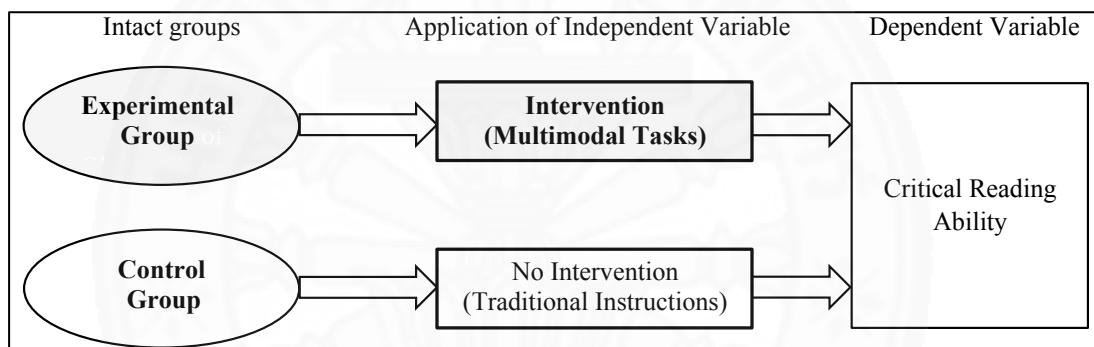 Intact groups
Application of Independent Variable
Dependent Variable
Experimental
Group
Intervention
(Multimodal Tasks)
Critical Reading
Ability
Control
Group
No Intervention
(Traditional Instructions)